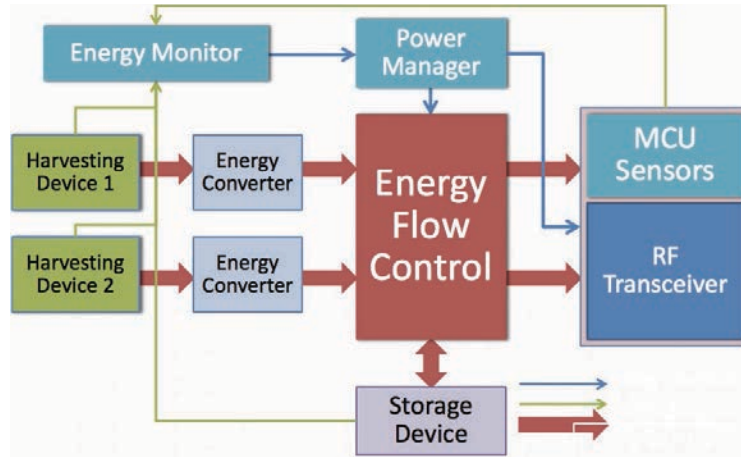 Energy Monitor
Power
Manager
Harvesting
Device 1
Energy
Converter
Energy
Flow
Control
MCU
Sensors
Harvesting
Device 2
Energy
Converter
RF
Transceiver
Storage
Device